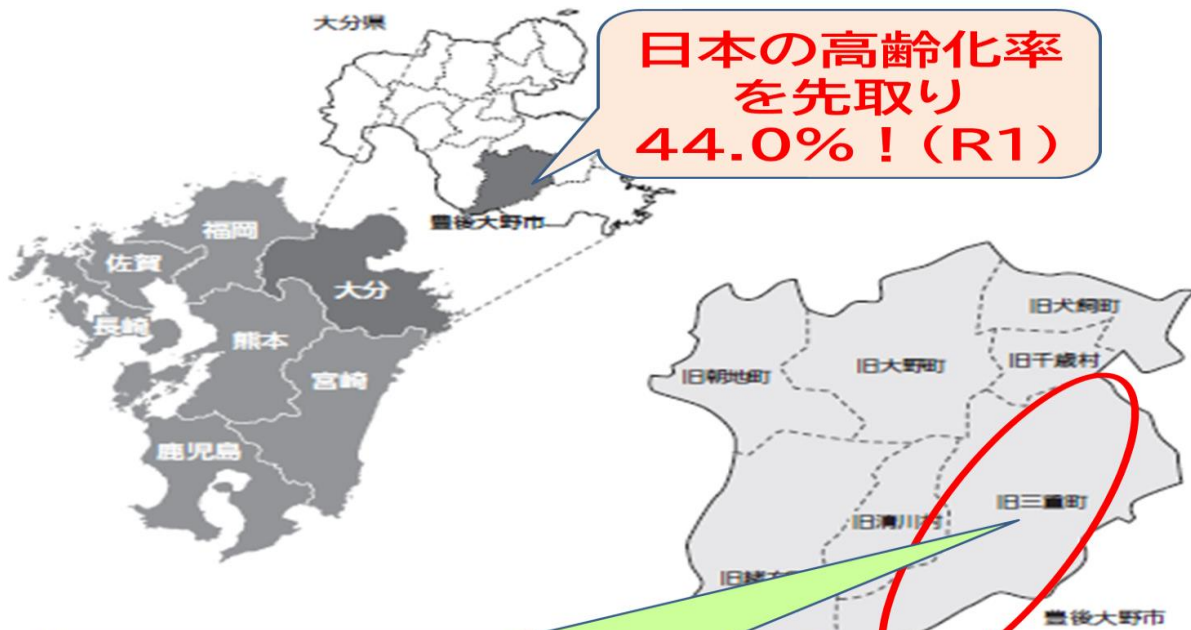 大分県
日本の高齢化率
を先取り
44.0%！(R1)
豊後大野市
福岡
佐賀
大分
長崎
熊本
宮崎
鹿児島
旧犬飼町
旧千歳村
旧大野町
旧朝地町
旧三重町
旧清川村
豊後大野市